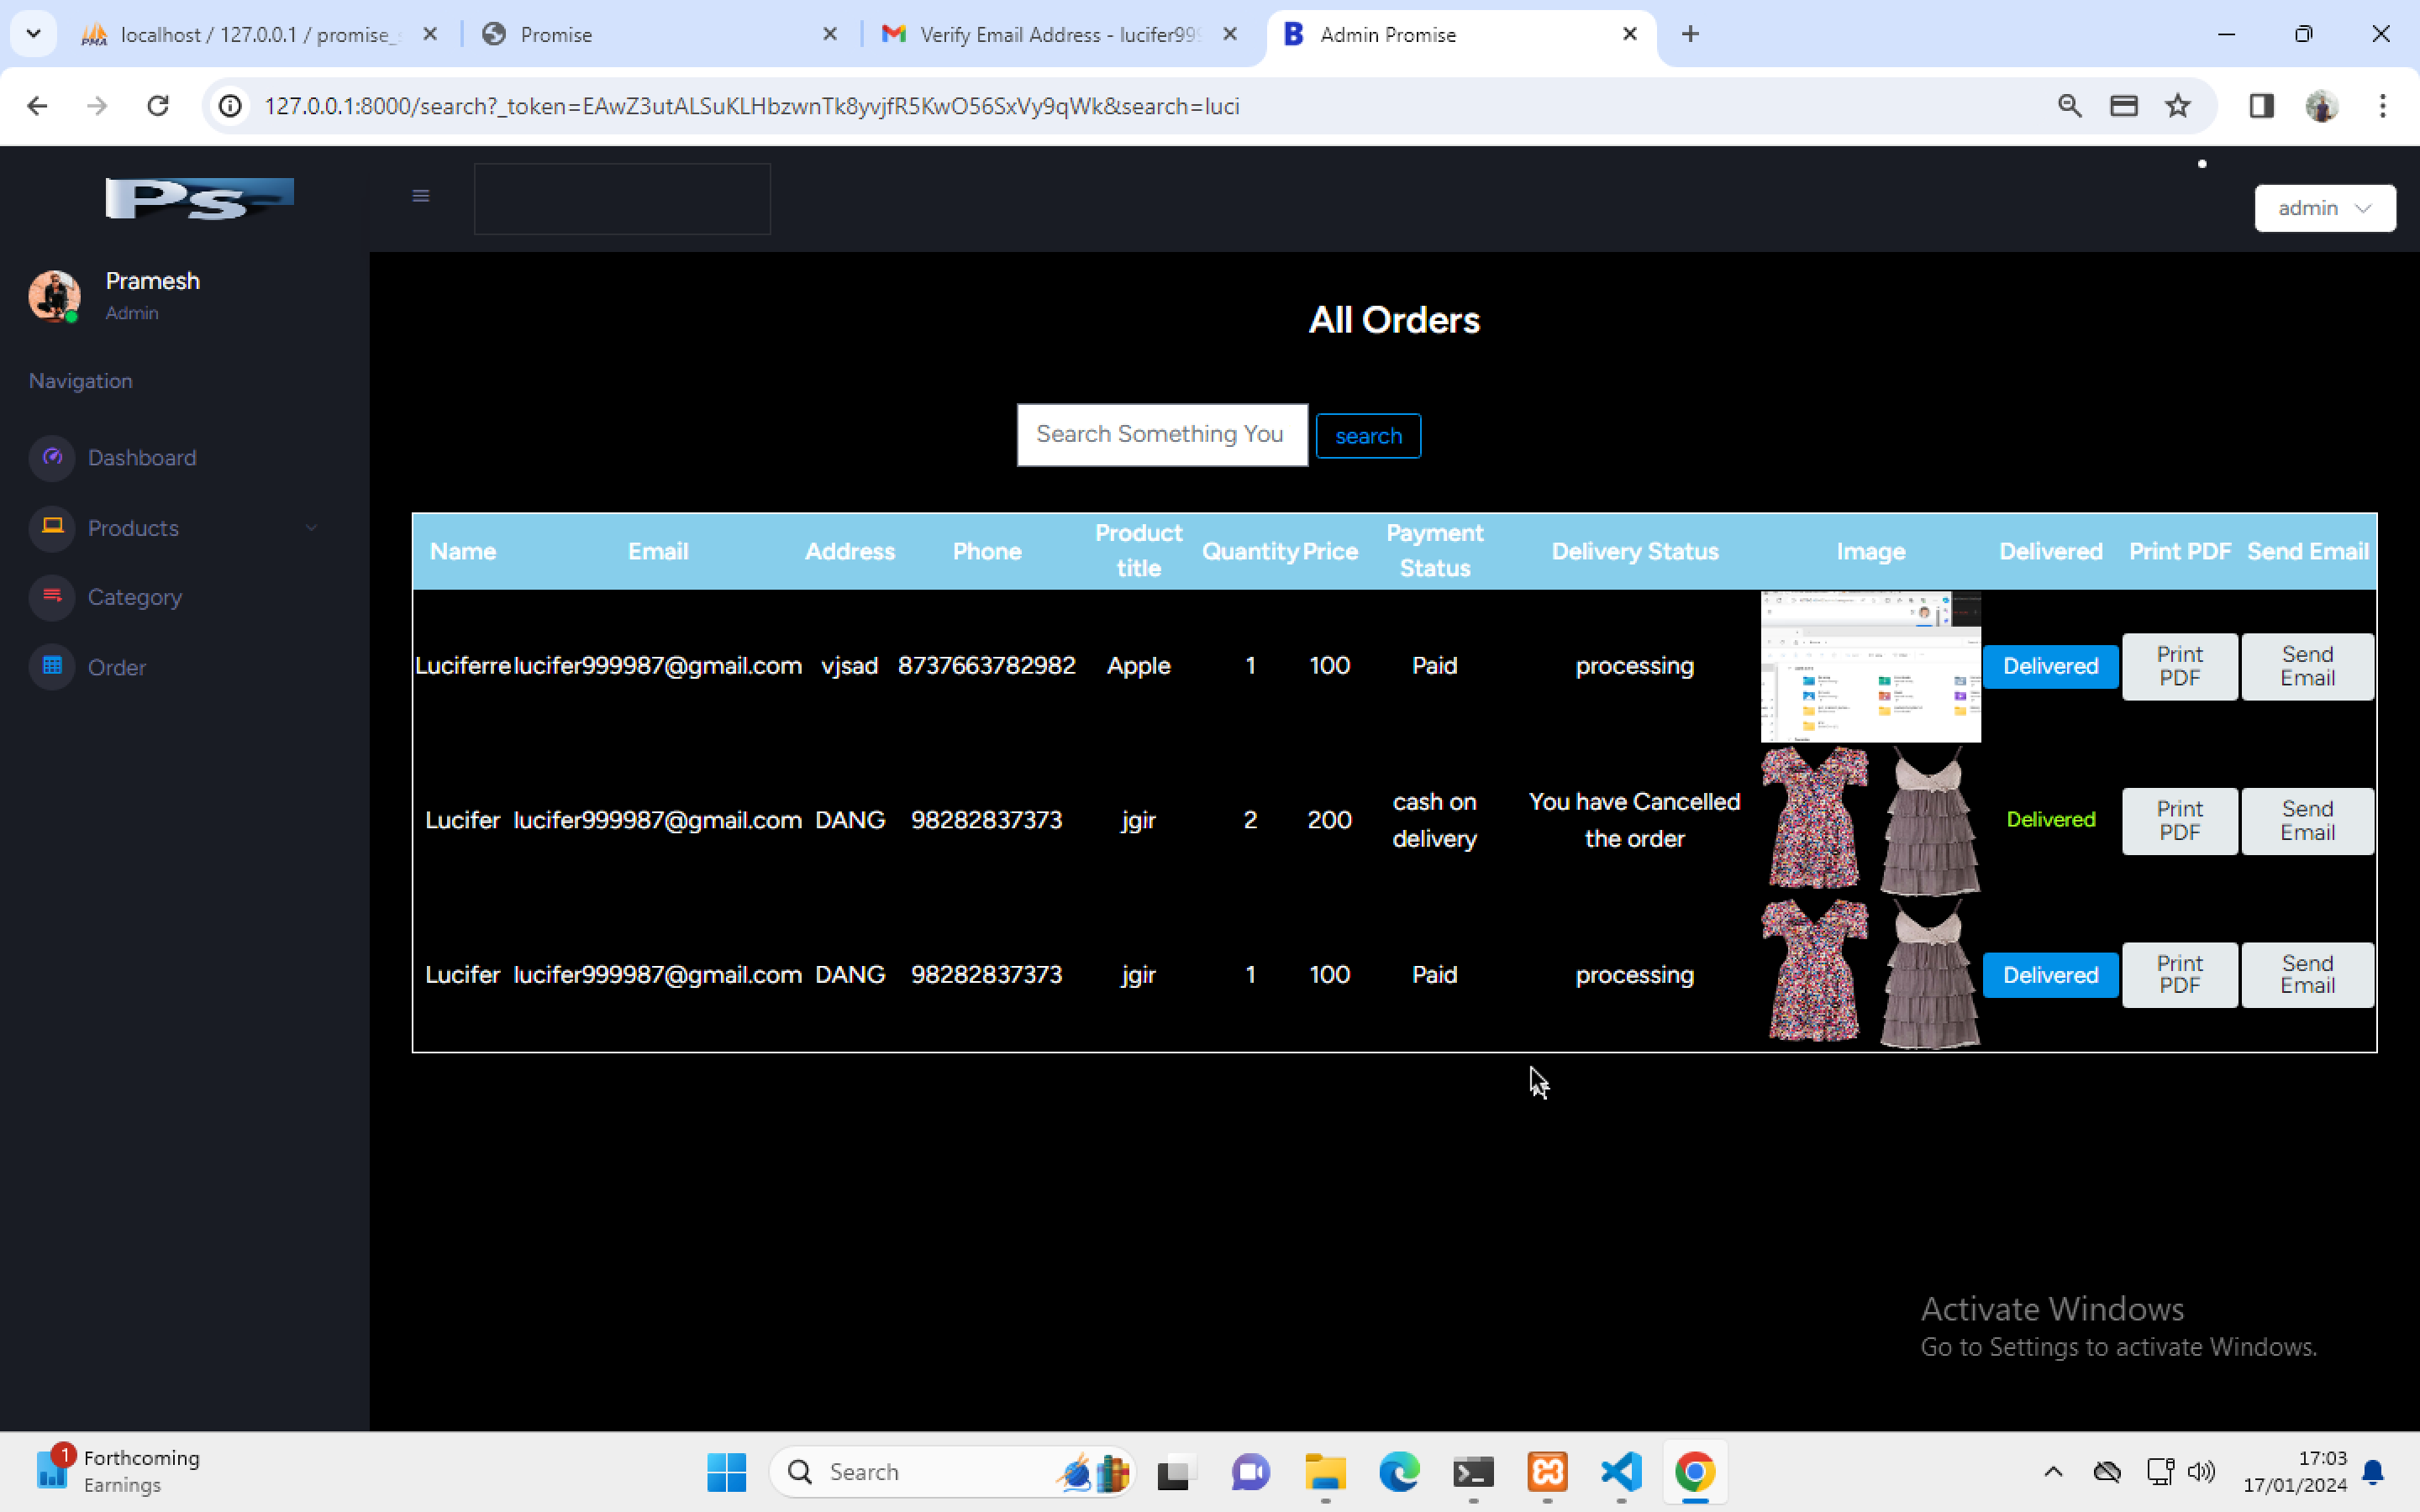 localhost / 127.0.0.1 / promise_s
Promise
Verify Email Address - lucifer999
Admin Promise
127.0.0.1:8000/search?_token=EAwZ3utALSuKLHbzwnTk8yvjfR5KwO56SxVy9qWk&search=luci
Ps
admin
Pramesh
Admin
Navigation
Dashboard
Products
Category
Order
All Orders
Search Something You
search
Name Email Address Phone Product title Quantity Price Payment Status Delivery Status Image Delivered Print PDF Send Email
Luciferre lucifer999987@gmail.com vjsad 8737663782982 Apple 1 100 Paid processing Delivered Print PDF Send Email
Lucifer lucifer999987@gmail.com DANG 98282837373 jgir 2 200 cash on delivery You have Cancelled the order Delivered Print PDF Send Email
Lucifer lucifer999987@gmail.com DANG 98282837373 jgir 1 100 Paid processing Delivered Print PDF Send Email
Activate Windows
Go to Settings to activate Windows.
1
Forthcoming
Earnings
Search
17:03
17/01/2024